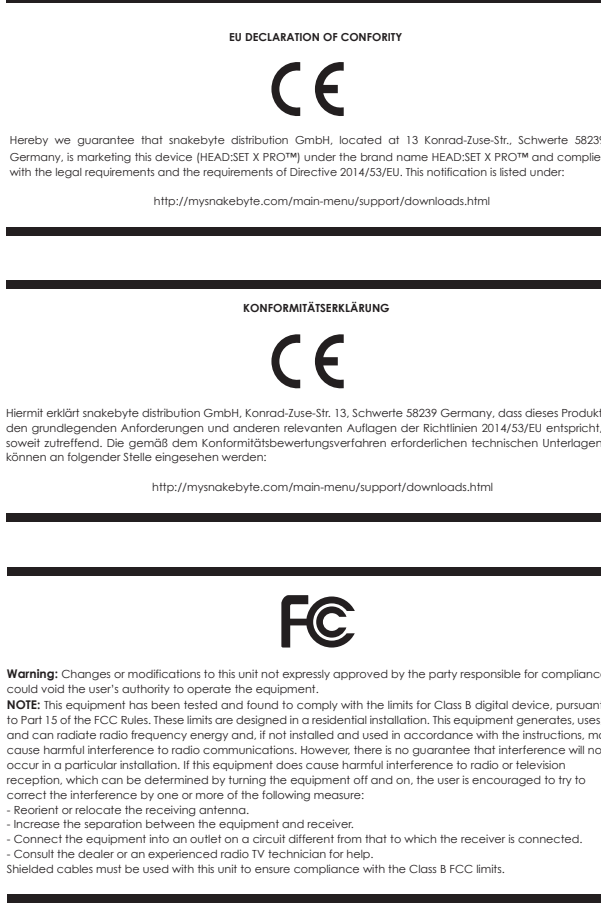 EU DECLARATION OF CONFORITY
CE
Hereby we guarantee that snakebyte distribution GmbH, located at 13 Konrad-Zuse-Str., Schwerte 58239
Germany, is marketing this device (HEAD:SET X PRO™) under the brand name HEAD:SET X PRO™ and complie
with the legal requirements and the requirements of Directive 2014/53/EU. This notification is listed under:
http://mysnakebyte.com/main-menu/support/downloads.html
KONFORMITÄTSERKLÄRUNG
CE
Hiermit erklärt snakebyte distribution GmbH, Konrad-Zuse-Str. 13, Schwerte 58239 Germany, dass dieses Produkt
den grundlegenden Anforderungen und anderen relevanten Auflagen der Richtlinien 2014/53/EU entspricht,
soweit zutreffend. Die gemäß dem Konformitätsbewertungsverfahren erforderlichen technischen Unterlagen
können an folgender Stelle eingesehen werden:
http://mysnakebyte.com/main-menu/support/downloads.html
FCC
Warning: Changes or modifications to this unit not expressly approved by the party responsible for compliance
could void the user's authority to operate the equipment.
NOTE: This equipment has been tested and found to comply with the limits for Class B digital device, pursuant
to Part 15 of the FCC Rules. These limits are designed in a residential installation. This equipment generates, uses
and can radiate radio frequency energy and, if not installed and used in accordance with the instructions, ma
cause harmful interference to radio communications. However, there is no guarantee that interference will no
occur in a particular installation. If this equipment does cause harmful interference to radio or television
reception, which can be determined by turning the equipment off and on, the user is encouraged to try to
correct the interference by one or more of the following measure:
- Reorient or relocate the receiving antenna.
- Increase the separation between the equipment and receiver.
- Connect the equipment into an outlet on a circuit different from that to which the receiver is connected.
- Consult the dealer or an experienced radio TV technician for help.
Shielded cables must be used with this unit to ensure compliance with the Class B FCC limits.